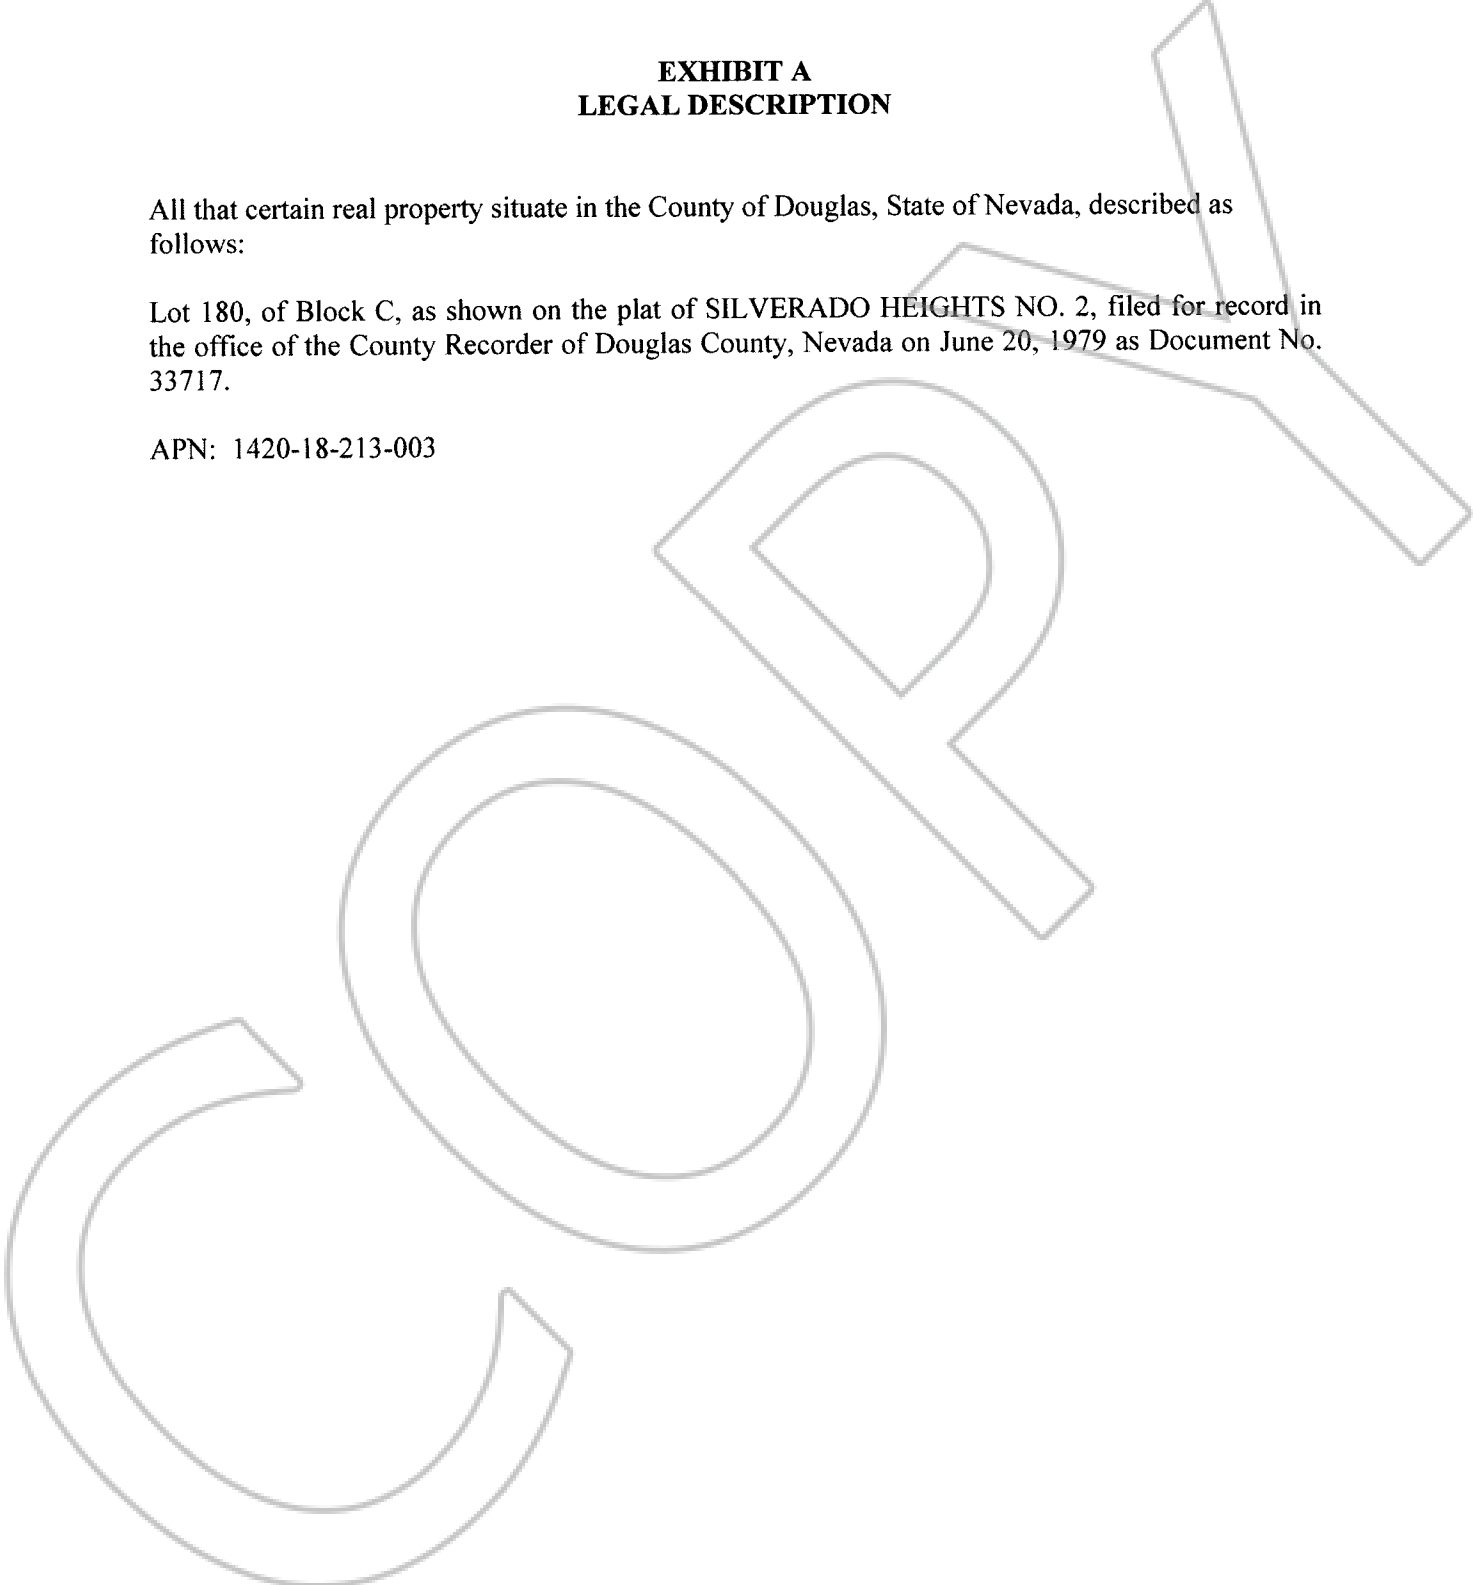 EXHIBIT A
LEGAL DESCRIPTION
All that certain real property situate in the County of Douglas, State of Nevada, described as
follows:
Lot 180, of Block C, as shown on the plat of SILVERADO HEIGHTS NO. 2, filed for record in
the office of the County Recorder of Douglas County, Nevada on June 20, 1979 as Document No.
33717.
APN: 1420-18-213-003
COPY